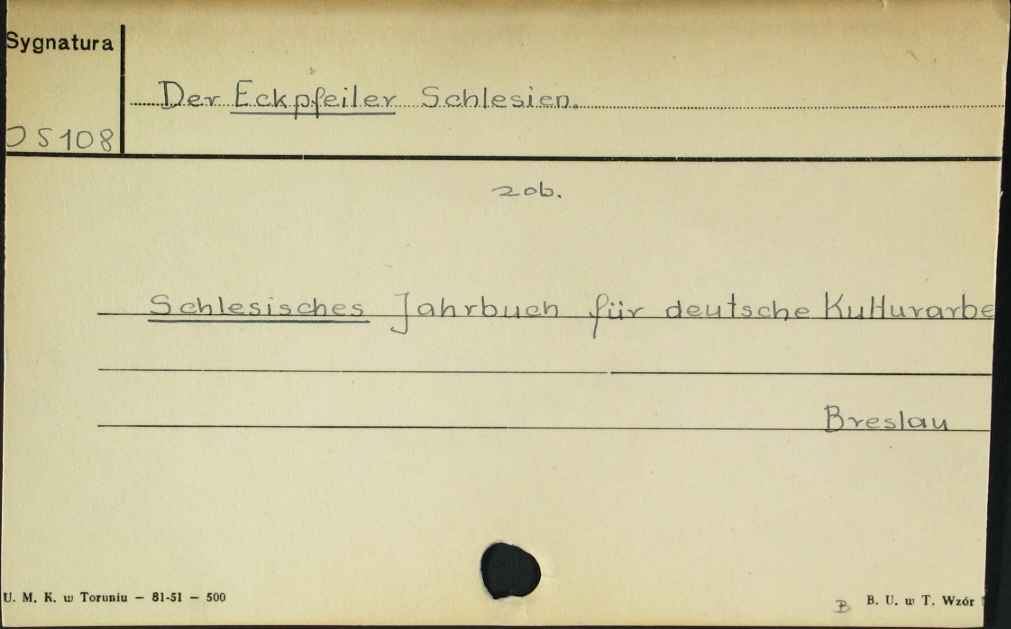 Sygnatura
Der Eckpfeiler Schlesien.
OS108
zob.
Schlesisches Jahrbuch für deutsche Kulturarbe
Breslau
U. M. K. w Toruniu – 81-51 – 500
B
B. U. w T. Wzór